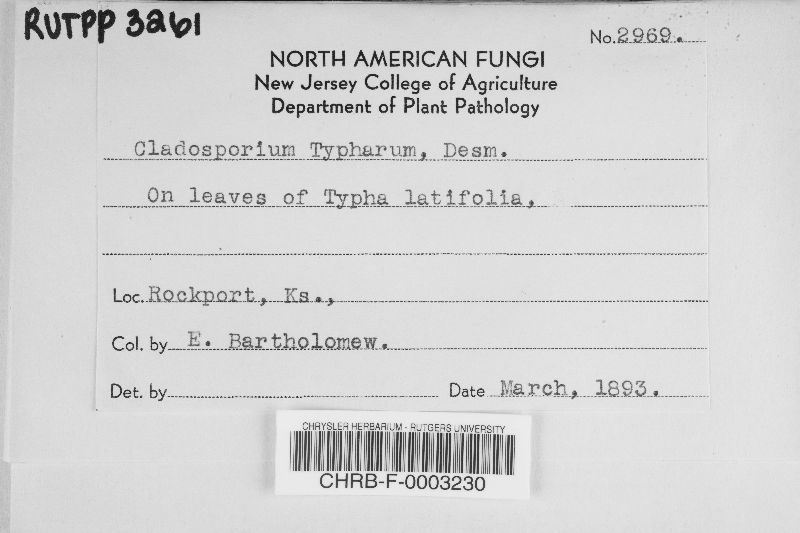 RUTPP 3261
No. 2969.
NORTH AMERICAN FUNGI
New Jersey College of Agriculture
Department of Plant Pathology
Cladosporium Typharum, Desm.
On leaves of Typha latifolia,
Loc. Rockport, Ks.,
Col. by E. Bartholomew.
Det. by Date March, 1893.
CHRYSLER HERBARIUM - RUTGERS UNIVERSITY
CHRB-F-0003230